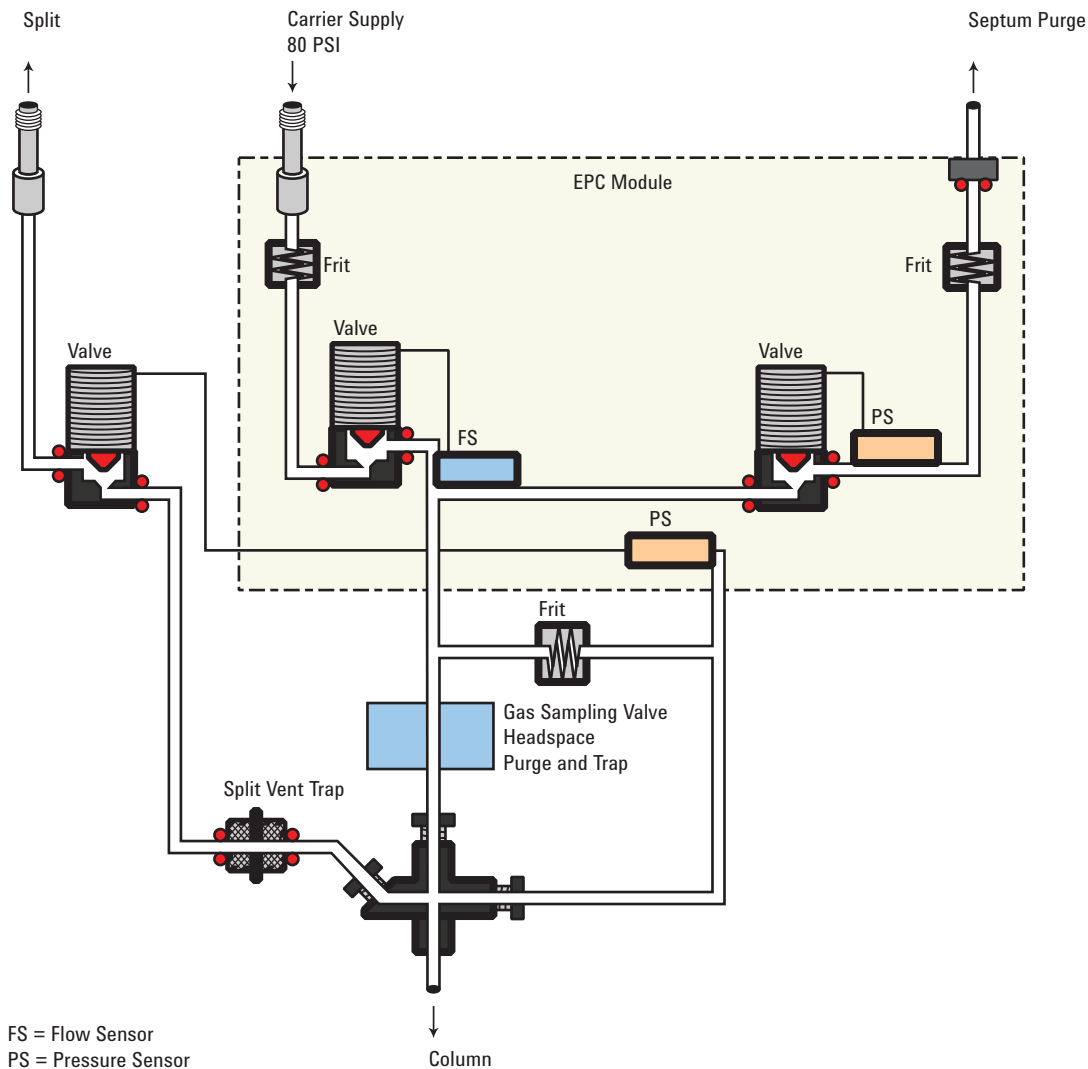 Split
Carrier Supply
80 PSI
Septum Purge
EPC Module
Frit
Frit
Valve
Valve
Valve
FS
PS
PS
Frit
Gas Sampling Valve
Headspace
Purge and Trap
Split Vent Trap
FS = Flow Sensor
PS = Pressure Sensor
Column